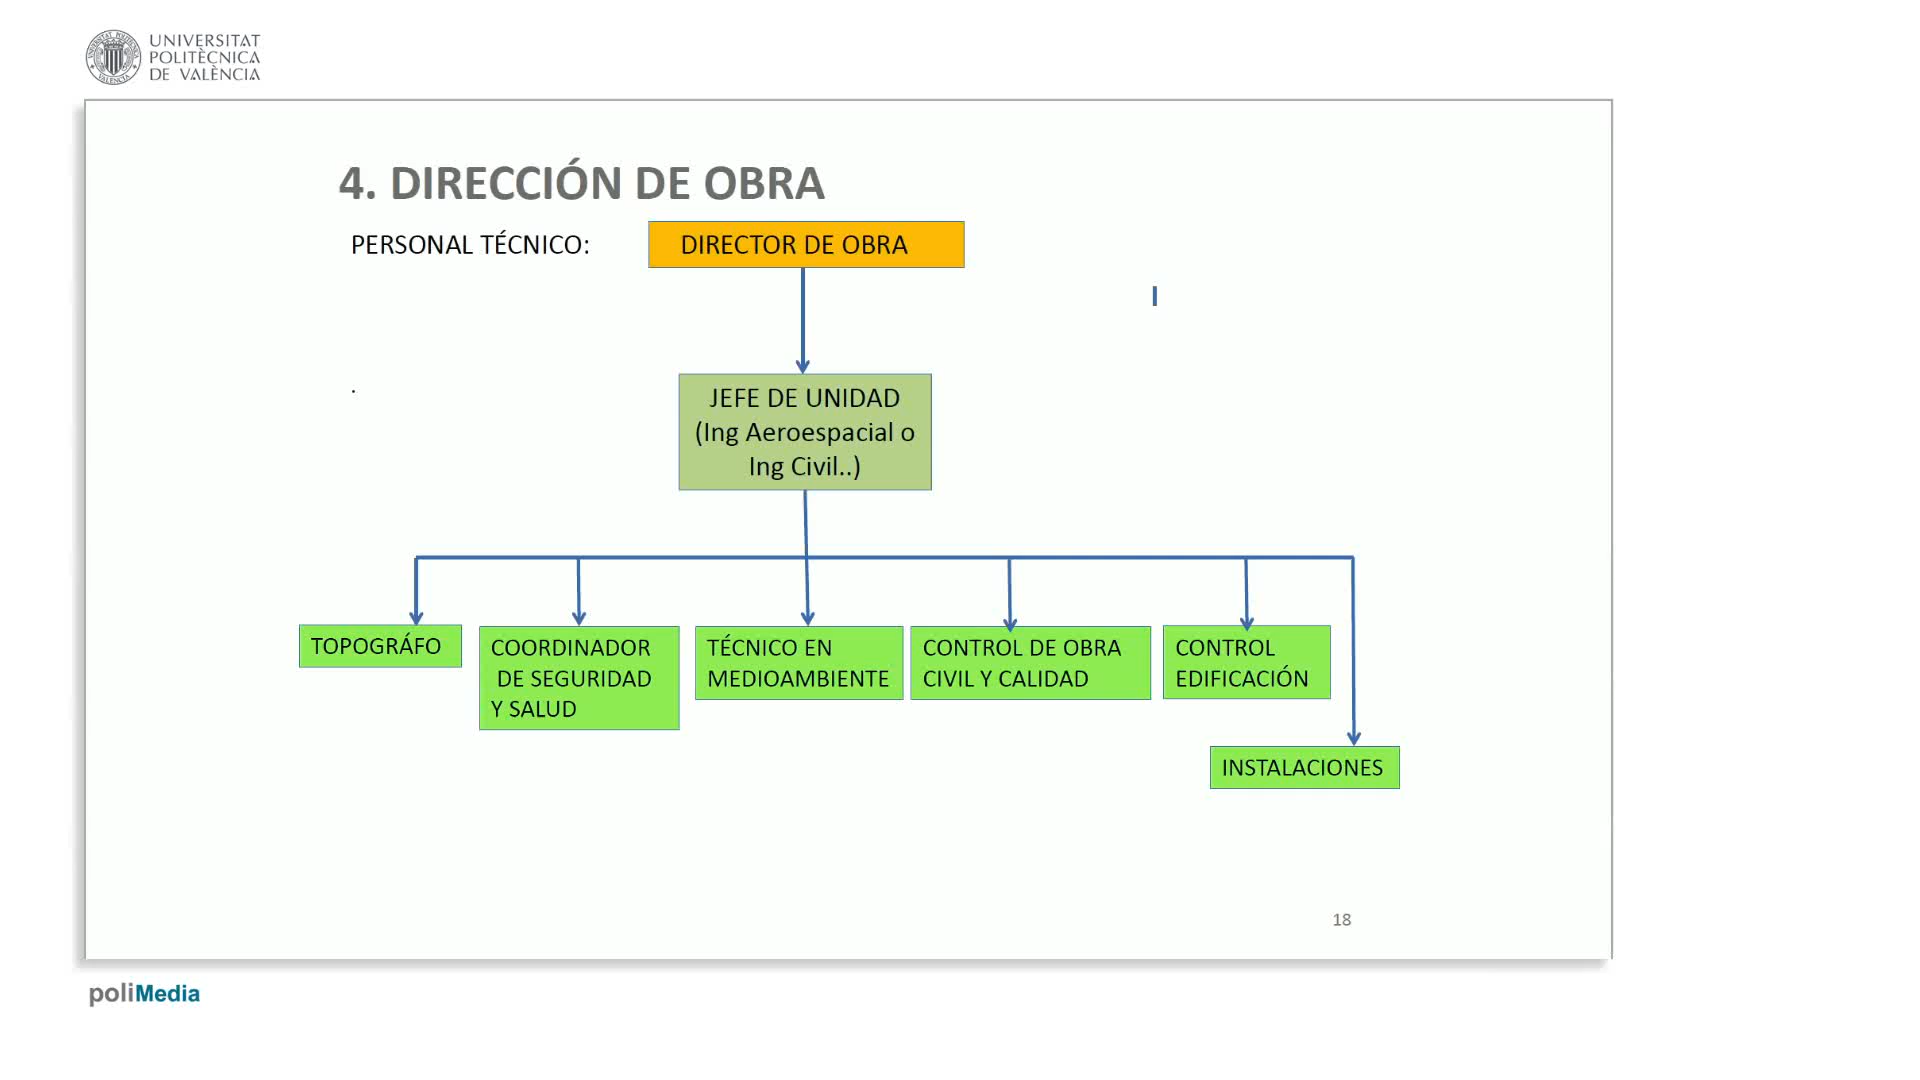 UNIVERSITAT
POLITÈCNICA
DE VALÈNCIA
4. DIRECCIÓN DE OBRA
PERSONAL TÉCNICO:
DIRECTOR DE OBRA
.
JEFE DE UNIDAD
(Ing Aeroespacial o
Ing Civil..)
TOPOGRÁFO
COORDINADOR
DE SEGURIDAD
Y SALUD
TÉCNICO EN
MEDIOAMBIENTE
CONTROL DE OBRA
CIVIL Y CALIDAD
CONTROL
EDIFICACIÓN
INSTALACIONES
18
poliMedia